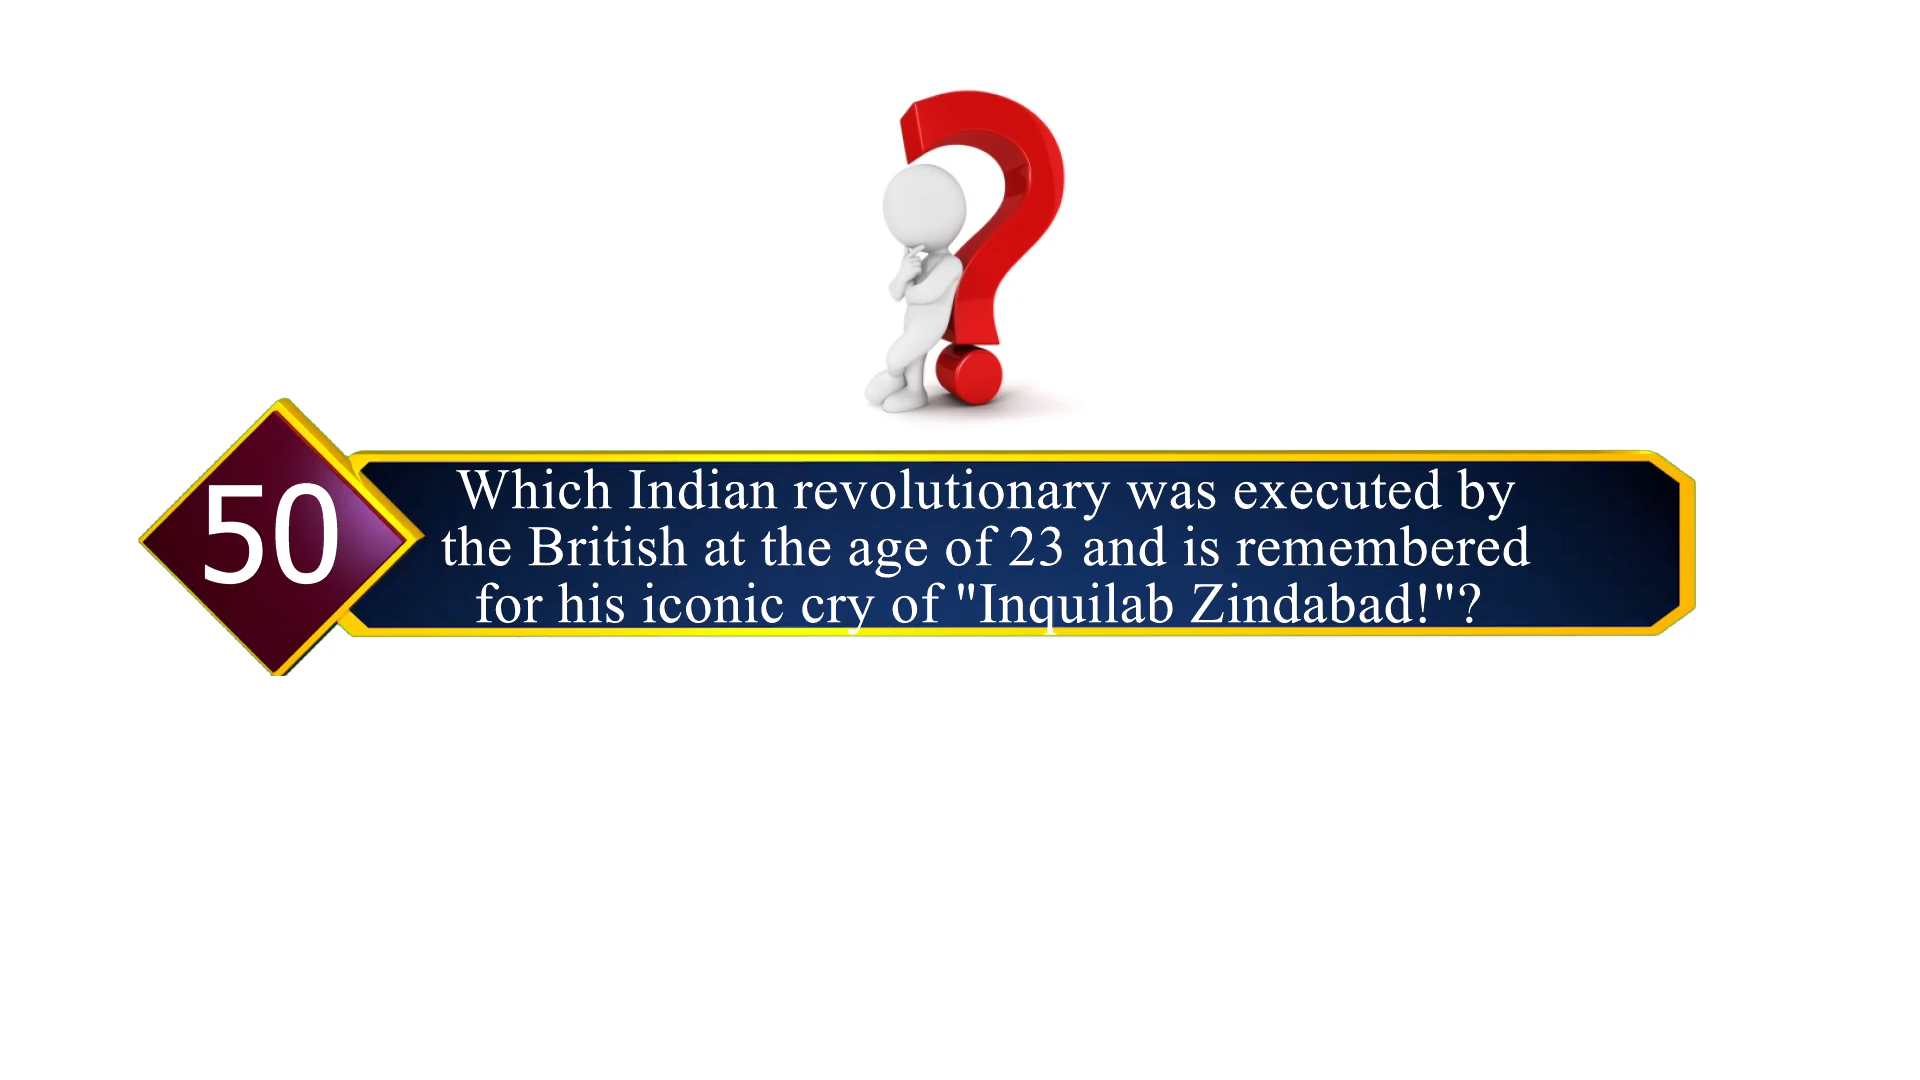 50
Which Indian revolutionary was executed by
the British at the age of 23 and is remembered
for his iconic cry of "Inquilab Zindabad!"?